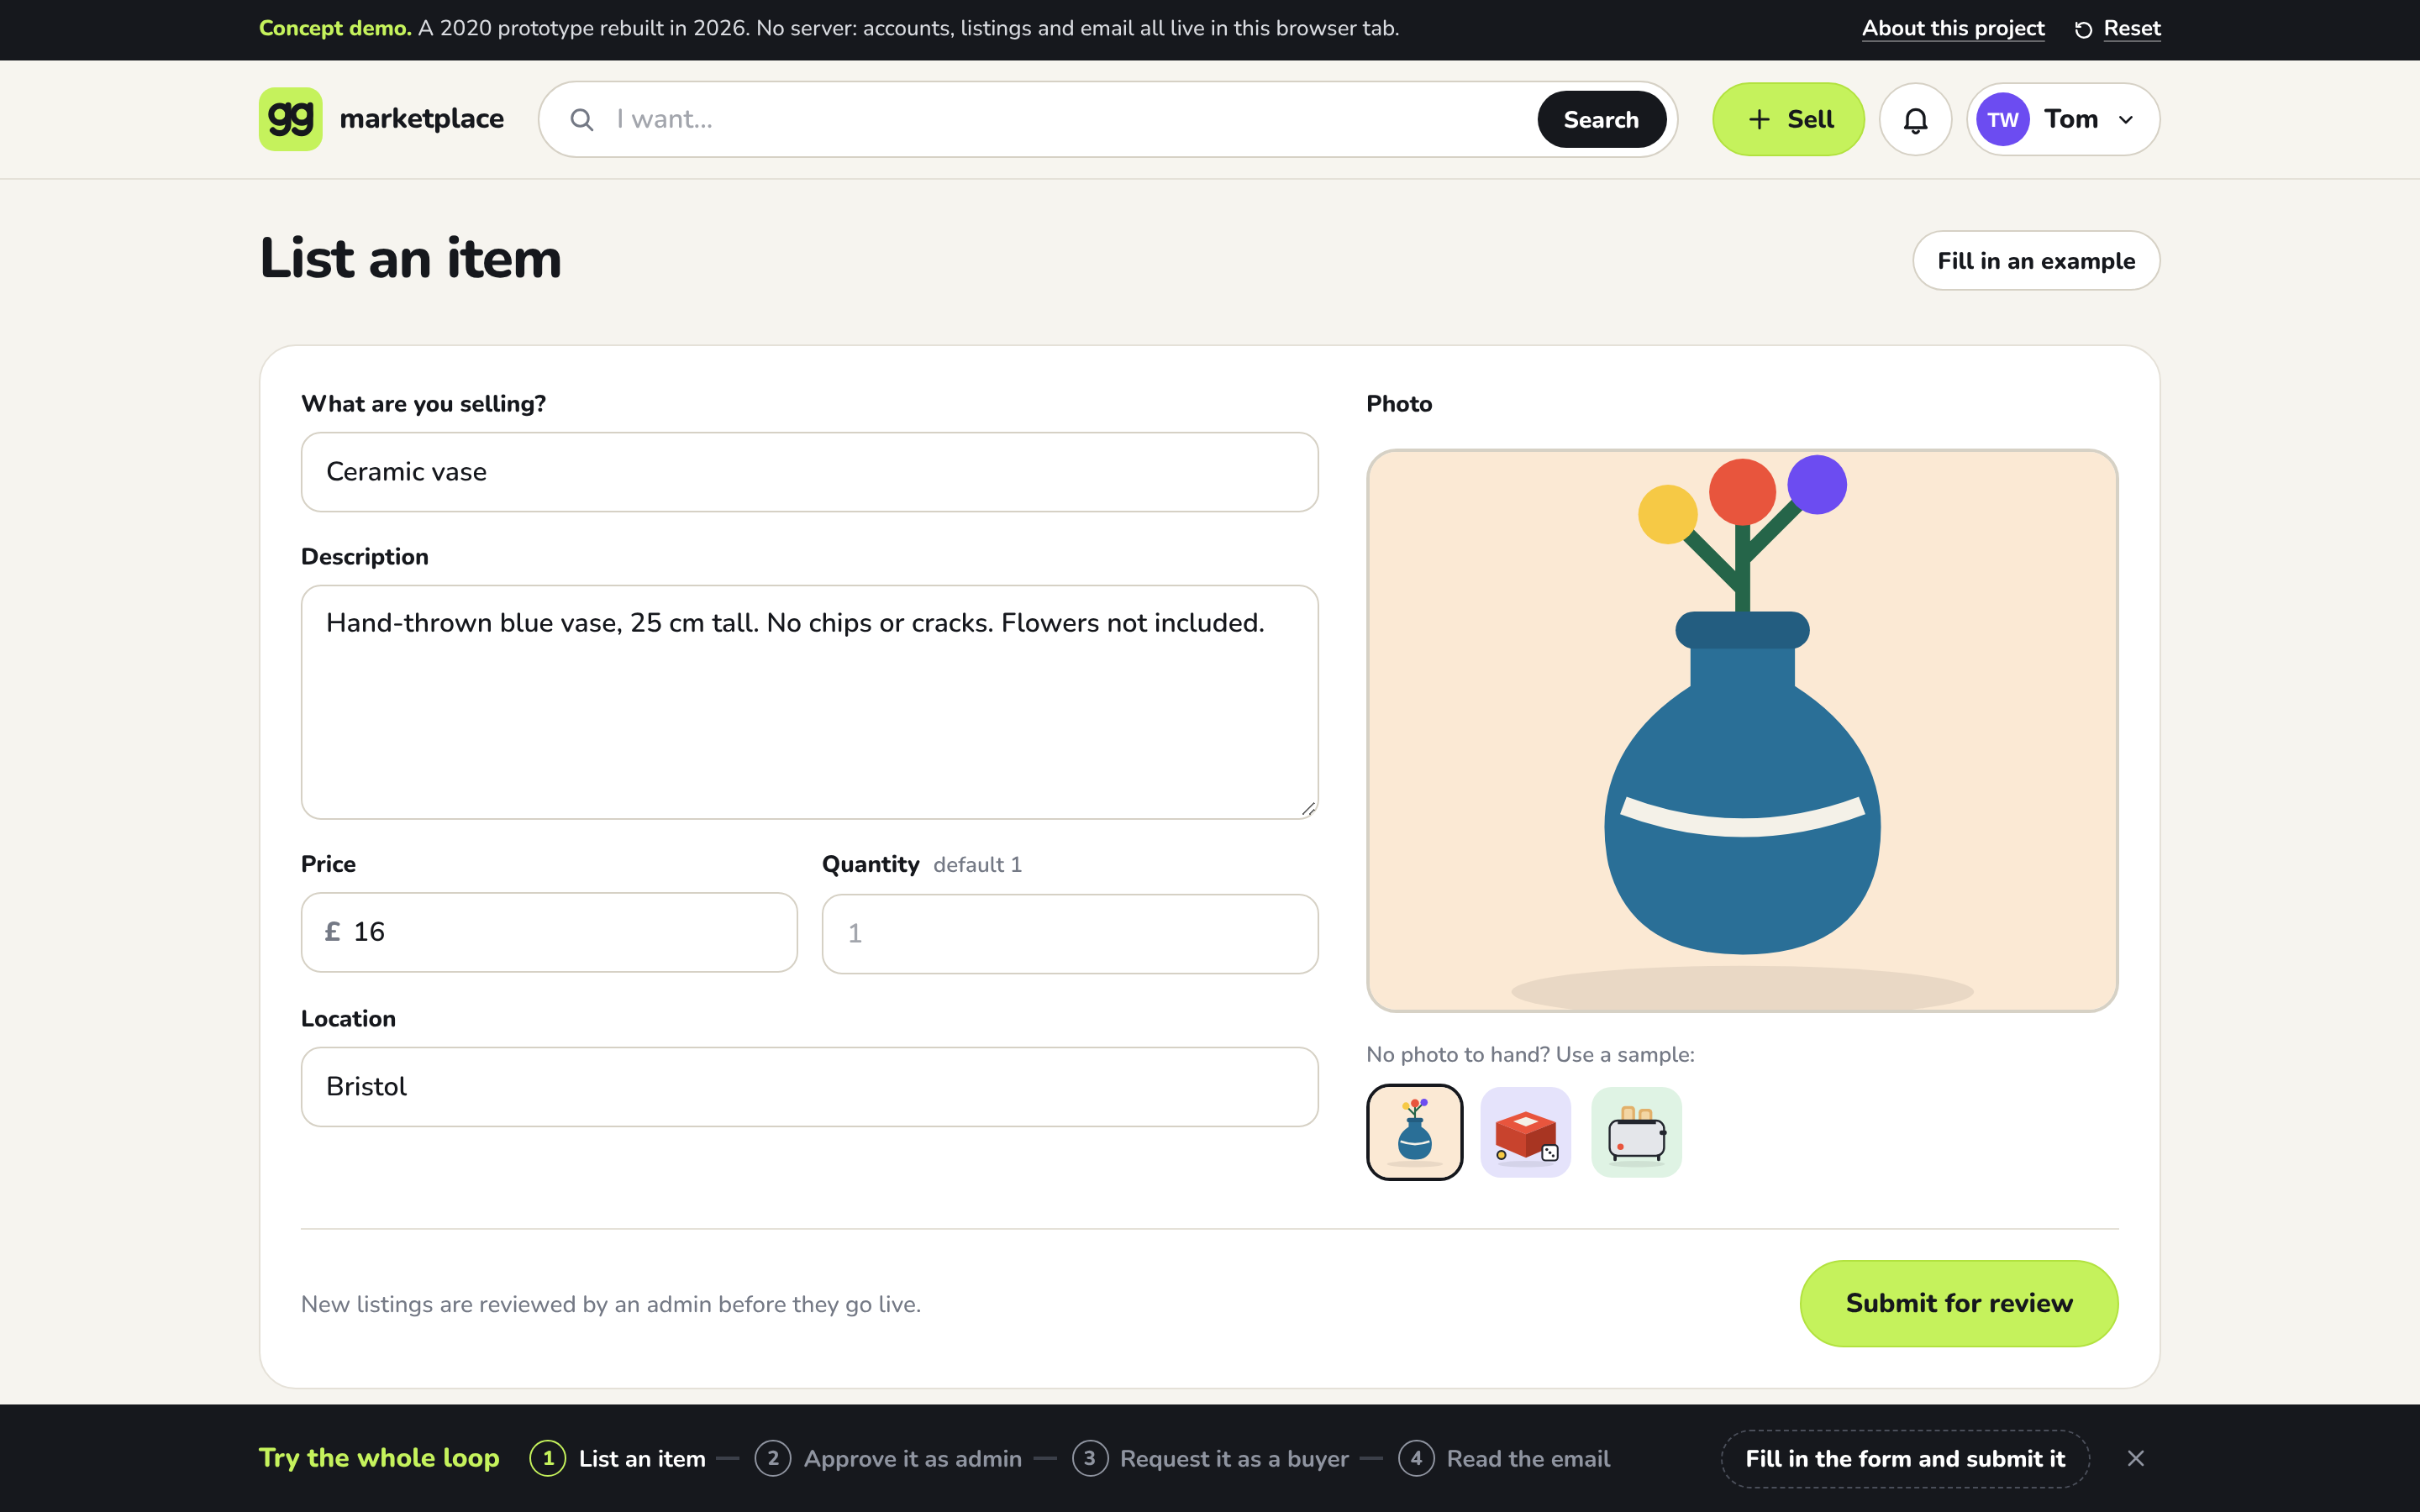 Concept demo. A 2020 prototype rebuilt in 2026. No server: accounts, listings and email all live in this browser tab.
About this project
Reset
gg marketplace
I want...
Search
+ Sell
TW Tom
List an item
Fill in an example
What are you selling?
Ceramic vase
Description
Hand-thrown blue vase, 25 cm tall. No chips or cracks. Flowers not included.
Price
£ 16
Quantity default 1
1
Location
Bristol
Photo
No photo to hand? Use a sample:
New listings are reviewed by an admin before they go live.
Submit for review
Try the whole loop
1 List an item
2 Approve it as admin
3 Request it as a buyer
4 Read the email
Fill in the form and submit it